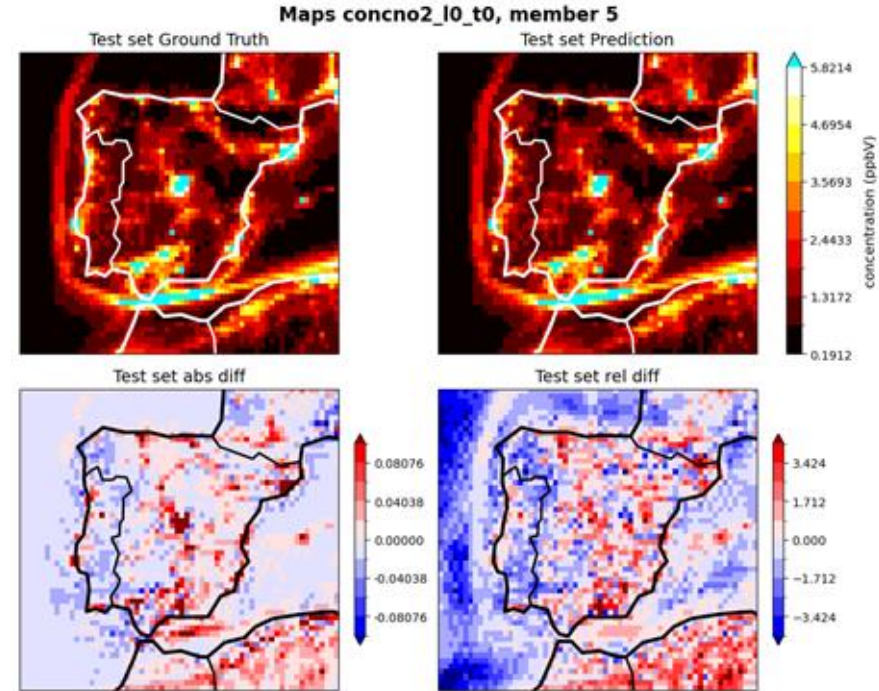 Maps concno2_l0_t0, member 5
Test set Ground Truth
Test set Prediction
5.8214
4.6954
3.5693
2.4433
1.3172
0.1912
concentration (ppbV)
Test set abs diff
Test set rel diff
0.08076
0.04038
0.00000
−0.04038
−0.08076
3.424
1.712
0.000
−1.712
−3.424